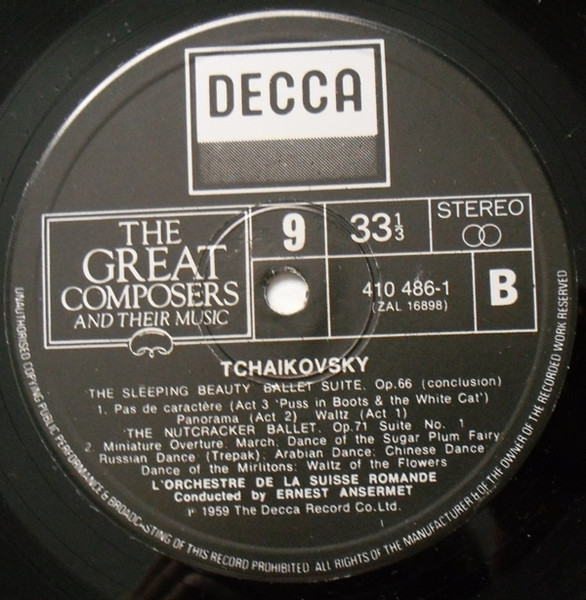 DECCA
THE
GREAT
COMPOSERS
AND THEIR MUSIC
9
33⅓
STEREO
410 486-1
(ZAL 16898)
B
TCHAIKOVSKY
THE SLEEPING BEAUTY BALLET SUITE, Op.66 (conclusion)
1. Pas de caractère (Act 3 'Puss in Boots & the White Cat')
Panorama (Act 2) Waltz (Act 1)
THE NUTCRACKER BALLET, Op.71 Suite No. 1
2. Miniature Overture; March; Dance of the Sugar Plum Fairy
Russian Dance (Trepak); Arabian Dance; Chinese Dance
Dance of the Mirlitons; Waltz of the Flowers
L'ORCHESTRE DE LA SUISSE ROMANDE
Conducted by ERNEST ANSERMET
℗ 1959 The Decca Record Co.Ltd.
UNAUTHORISED COPYING PUBLIC PERFORMANCE & BROADC-STING OF THIS RECORD PROHIBITED ALL RIGHTS OF THE MANUFACTURER & OF THE OWNER OF THE RECORDED WORK RESERVED